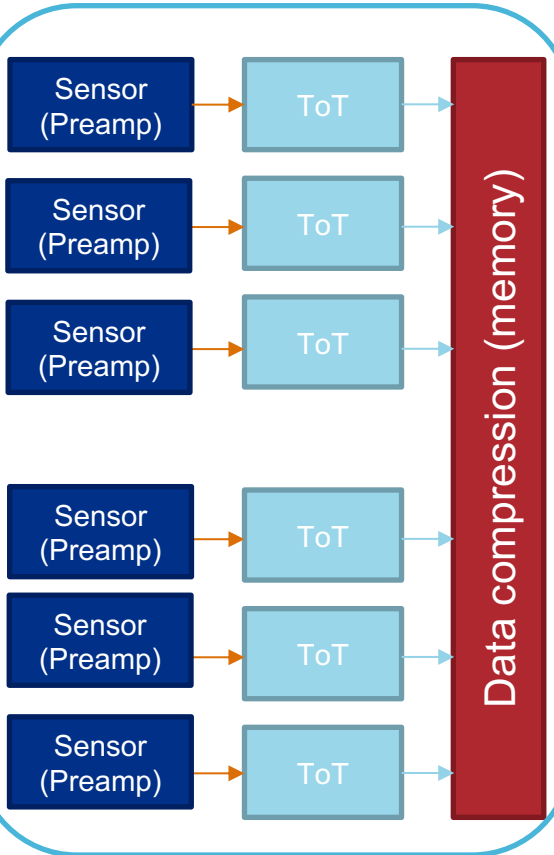 Sensor
(Preamp)
ToT
Sensor
(Preamp)
ToT
Sensor
(Preamp)
ToT
Sensor
(Preamp)
ToT
Sensor
(Preamp)
ToT
Sensor
(Preamp)
ToT
Data compression (memory)